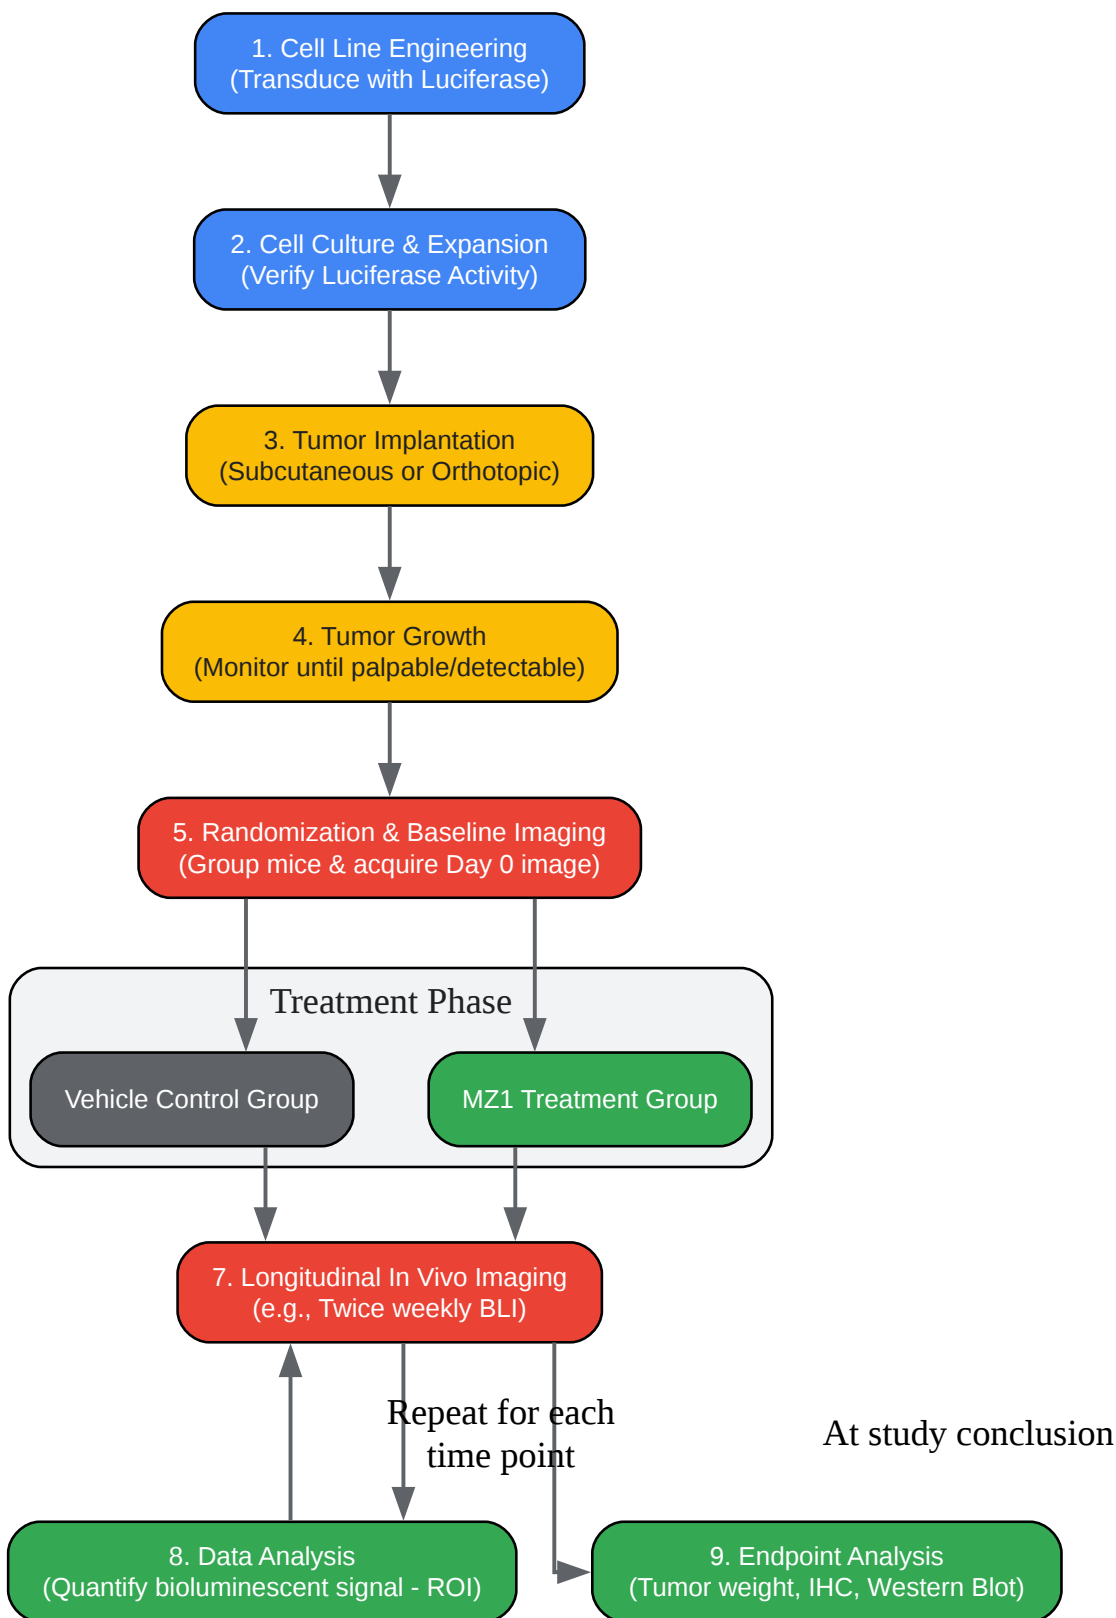 1. Cell Line Engineering
(Transduce with Luciferase)
2. Cell Culture & Expansion
(Verify Luciferase Activity)
3. Tumor Implantation
(Subcutaneous or Orthotopic)
4. Tumor Growth
(Monitor until palpable/detectable)
5. Randomization & Baseline Imaging
(Group mice & acquire Day 0 image)
Treatment Phase
Vehicle Control Group
MZ1 Treatment Group
7. Longitudinal In Vivo Imaging
(e.g., Twice weekly BLI)
Repeat for each
time point
At study conclusion
8. Data Analysis
(Quantify bioluminescent signal - ROI)
9. Endpoint Analysis
(Tumor weight, IHC, Western Blot)